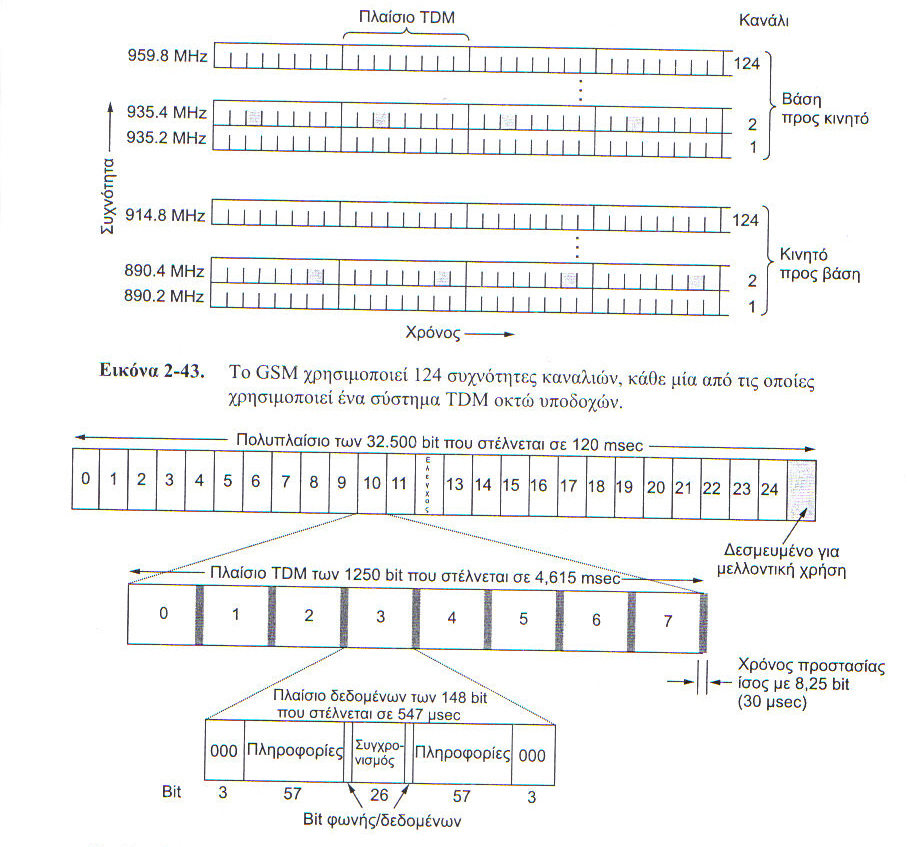 Πλαίσιο TDM
Κανάλι
959.8 MHz
124
935.4 MHz
2
935.2 MHz
1
Βάση
προς κινητό
Συχνότητα
914.8 MHz
124
890.4 MHz
2
890.2 MHz
1
Κινητό
προς βάση
Χρόνος
Εικόνα 2-43. Το GSM χρησιμοποιεί 124 συχνότητες καναλιών, κάθε μία από τις οποίες
χρησιμοποιεί ένα σύστημα TDM οκτώ υποδοχών.
Πολυπλαίσιο των 32.500 bit που στέλνεται σε 120 msec
0 1 2 3 4 5 6 7 8 9 10 11 Ελενχος 13 14 15 16 17 18 19 20 21 22 23 24
Δεσμευμένο για
μελλοντική χρήση
Πλαίσιο TDM των 1250 bit που στέλνεται σε 4,615 msec
0 1 2 3 4 5 6 7
Χρόνος προστασίας
ίσος με 8,25 bit
(30 μsec)
Πλαίσιο δεδομένων των 148 bit
που στέλνεται σε 547 μsec
000 Πληροφορίες Συγχρο-
νισμός Πληροφορίες 000
Bit 3 57 26 57 3
Bit φωνής/δεδομένων